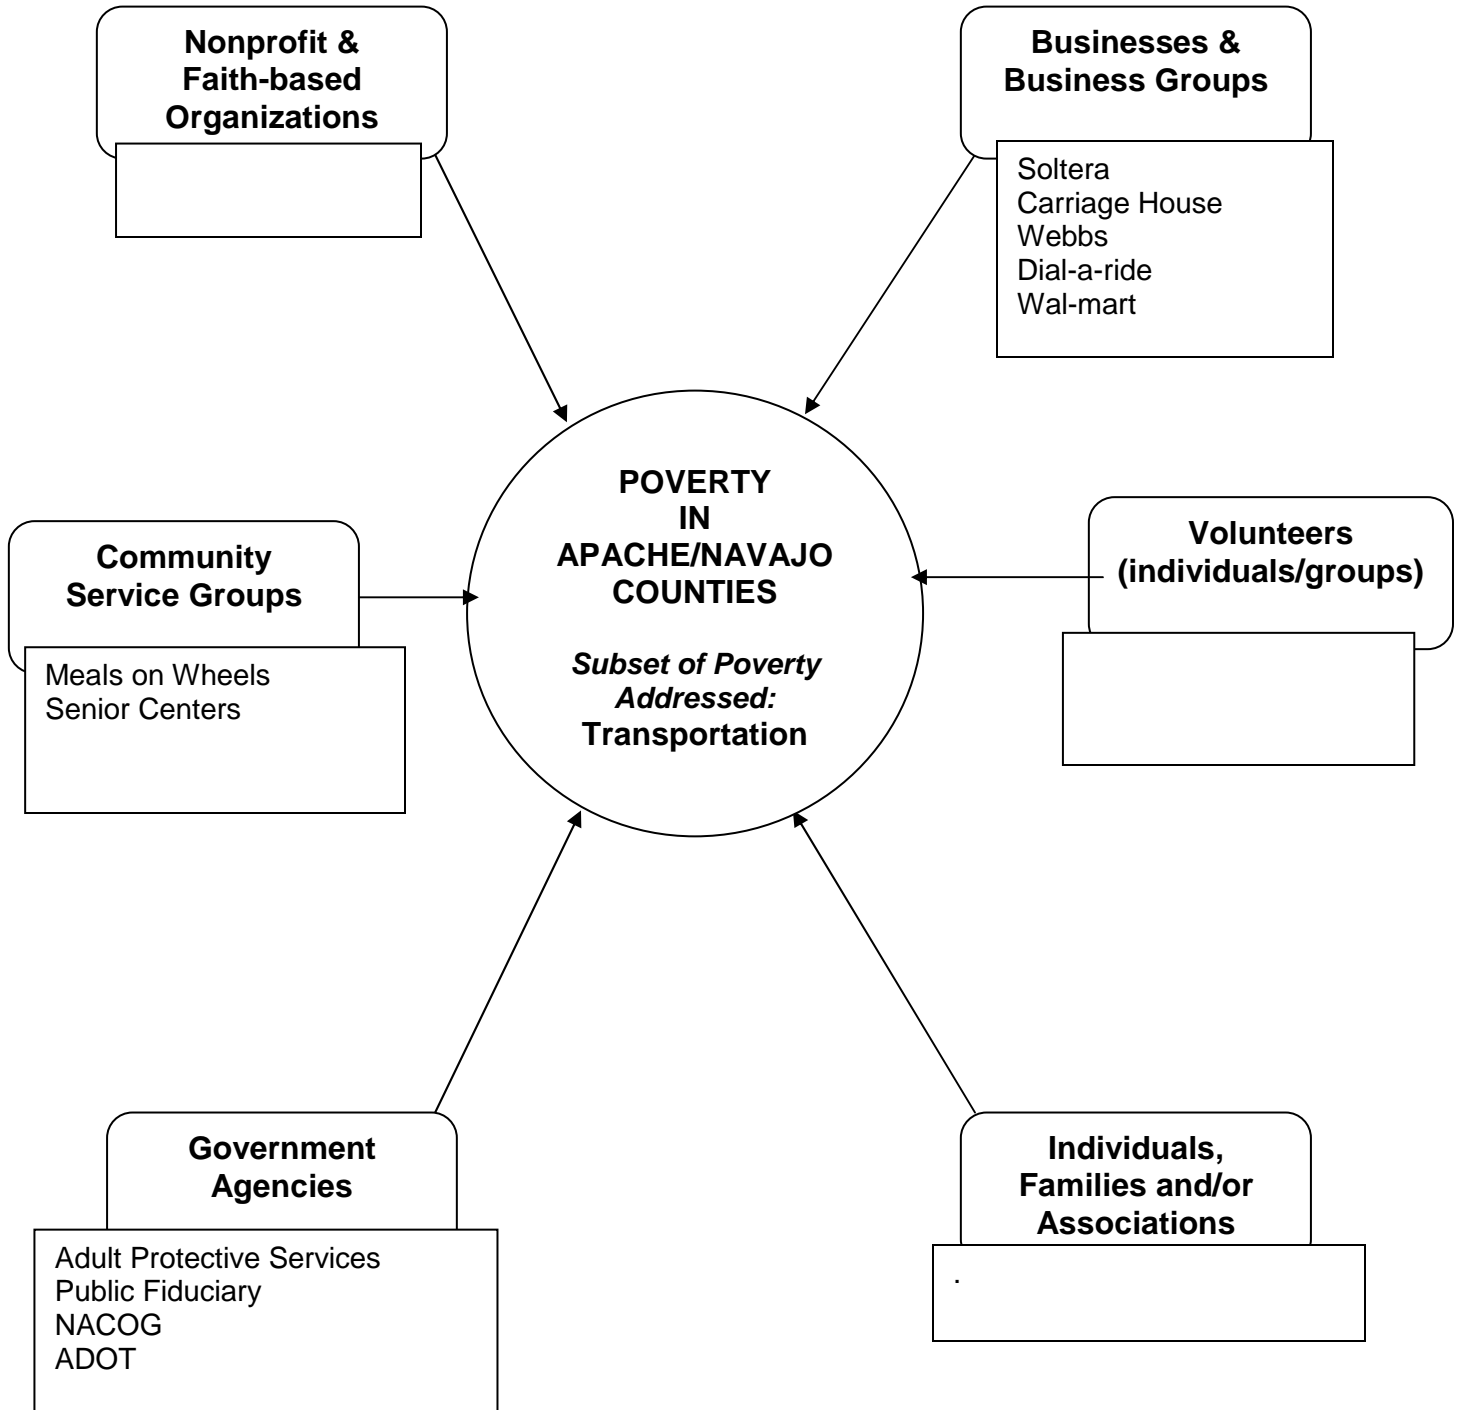 Nonprofit &
Faith-based
Organizations
Businesses &
Business Groups
Soltera
Carriage House
Webbs
Dial-a-ride
Wal-mart
POVERTY
IN
APACHE/NAVAJO
COUNTIES
Subset of Poverty
Addressed:
Transportation
Community
Service Groups
Meals on Wheels
Senior Centers
Volunteers
(individuals/groups)
Government
Agencies
Adult Protective Services
Public Fiduciary
NACOG
ADOT
Individuals,
Families and/or
Associations
.